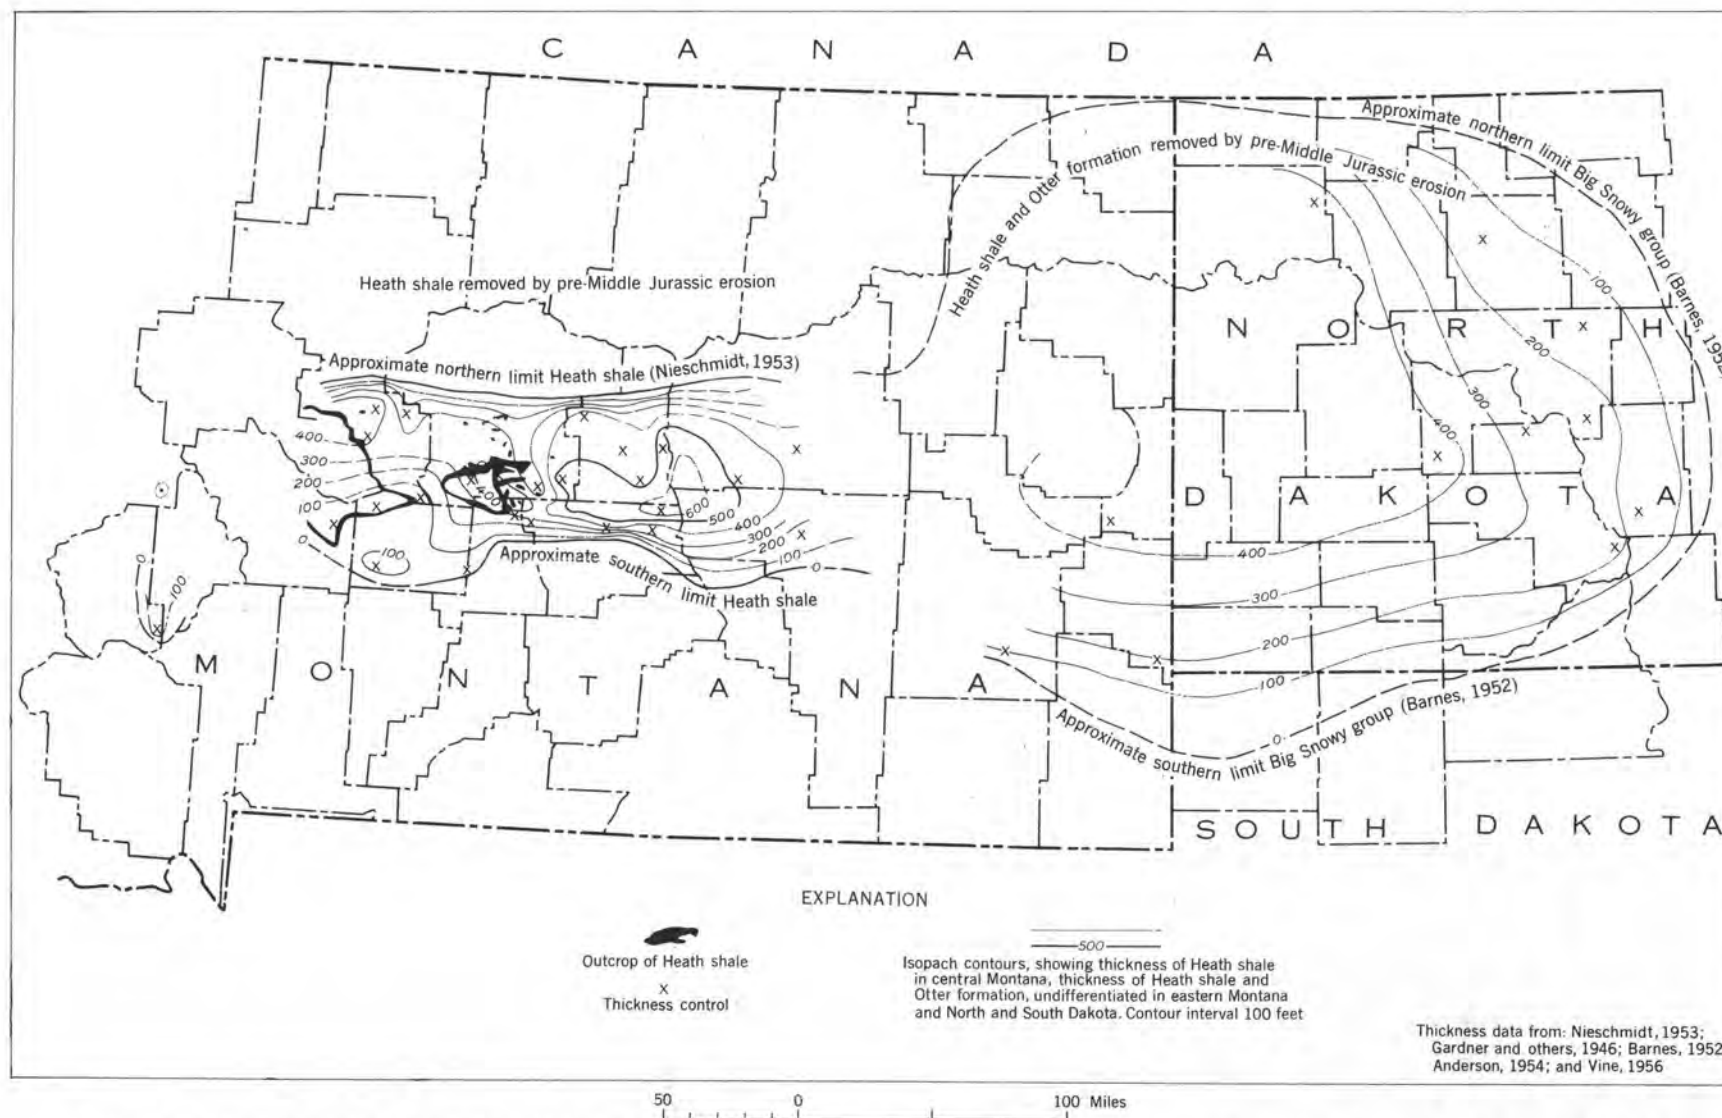 CANADA
Approximate northern limit Big Snowy group (Barnes, 1952)
Heath shale and Otter formation removed by pre-Middle Jurassic erosion
Heath shale removed by pre-Middle Jurassic erosion
Approximate northern limit Heath shale (Nieschmidt, 1953)
NORTH
DAKOTA
100
200
300
400
400
300
200
100
0
400
300
200
100
0
400
600
500
400
300
200
100
0
100
0
100
Approximate southern limit Heath shale
MONTANA
Approximate southern limit Big Snowy group (Barnes, 1952)
SOUTH DAKOTA
EXPLANATION
Outcrop of Heath shale
x
Thickness control
500
Isopach contours, showing thickness of Heath shale
in central Montana, thickness of Heath shale and
Otter formation, undifferentiated in eastern Montana
and North and South Dakota. Contour interval 100 feet
Thickness data from: Nieschmidt, 1953;
Gardner and others, 1946; Barnes, 1952
Anderson, 1954; and Vine, 1956
50 0 100 Miles